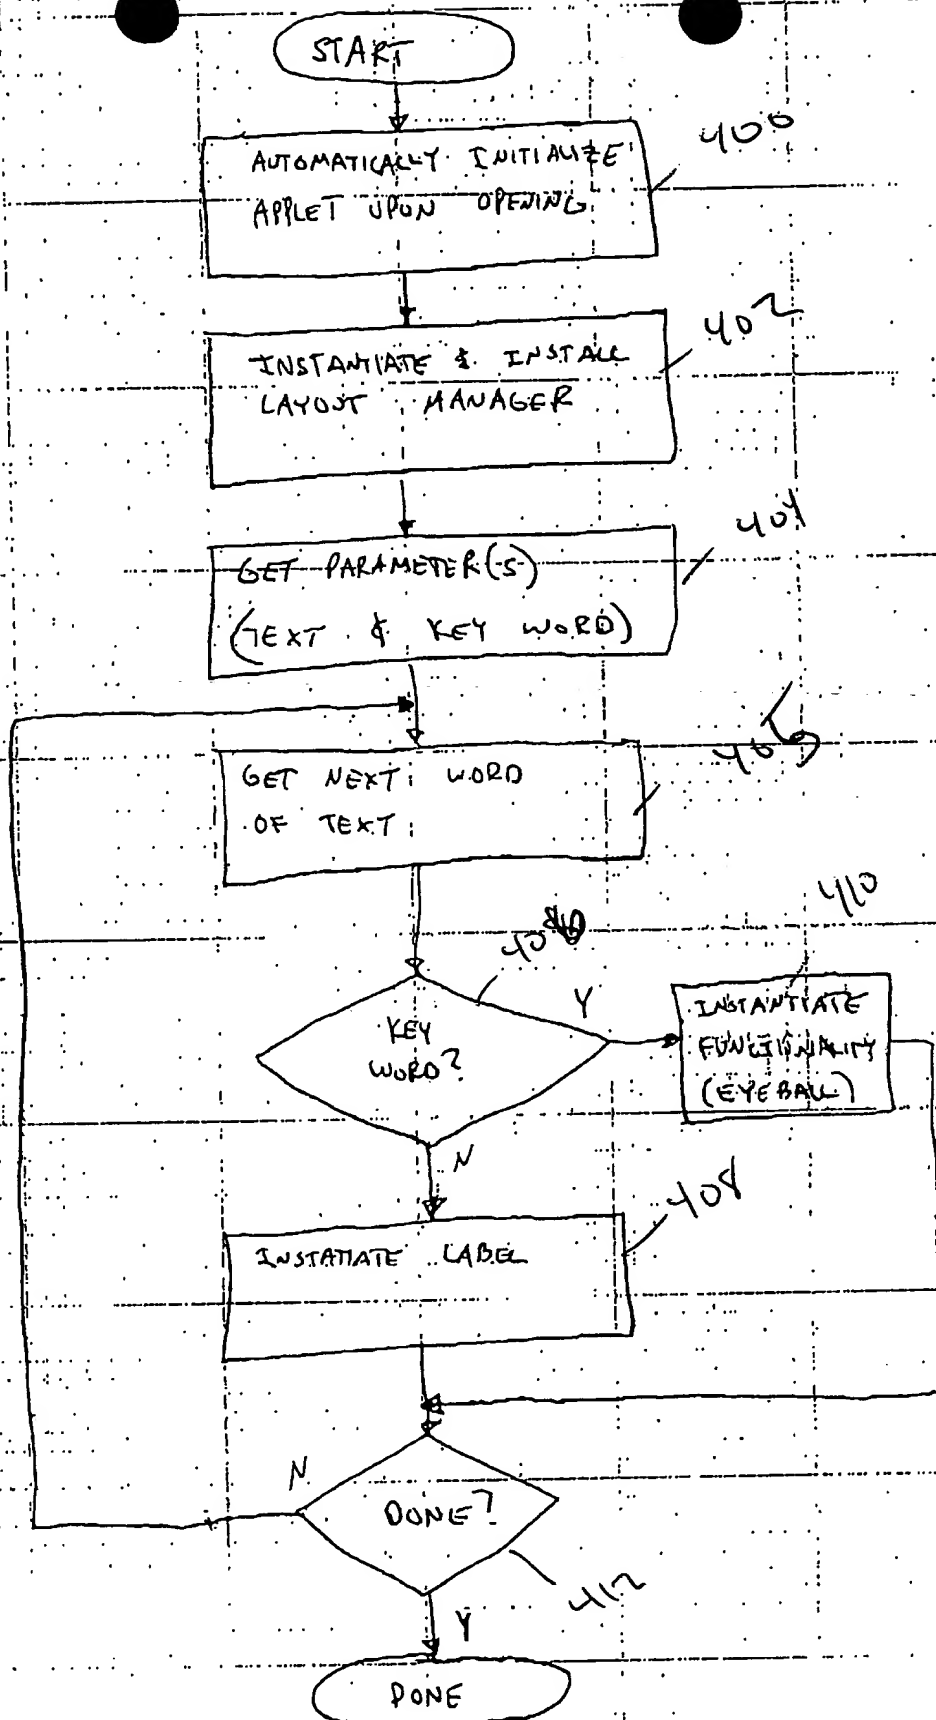 START
400
AUTOMATICALLY INITIALIZE
APPLET UPON OPENING
402
INSTANTIATE & INSTALL
LAYOUT MANAGER
404
GET PARAMETER(S)
(TEXT & KEY WORD)
406
GET NEXT WORD
OF TEXT
410
Y
KEY
WORD?
INSTANTIATE
FUNCTIONALITY
(EYEBALL)
N
408
INSTATIATE LABEL
N
DONE?
412
Y
DONE